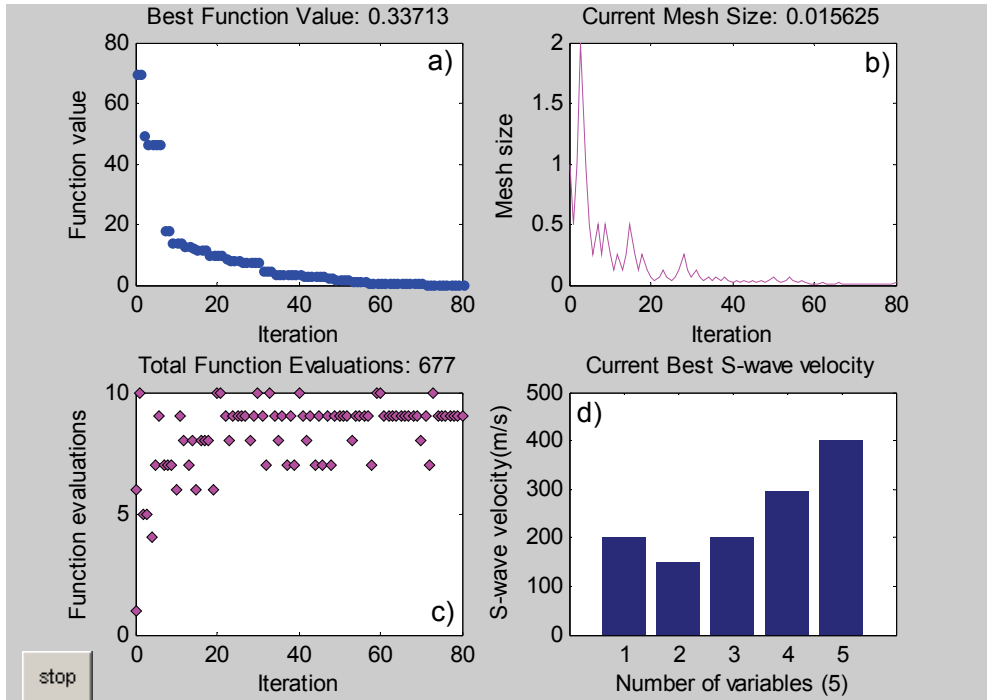 Best Function Value: 0.33713
a)
80
60
40
20
0
Function value
0 20 40 60 80
Iteration
Current Mesh Size: 0.015625
b)
2
1.5
1
0.5
0
Mesh size
0 20 40 60 80
Iteration
Total Function Evaluations: 677
10
5
0
Function evaluations
c)
0 20 40 60 80
Iteration
Current Best S-wave velocity
d)
500
400
300
200
100
0
S-wave velocity(m/s)
1 2 3 4 5
Number of variables (5)
stop